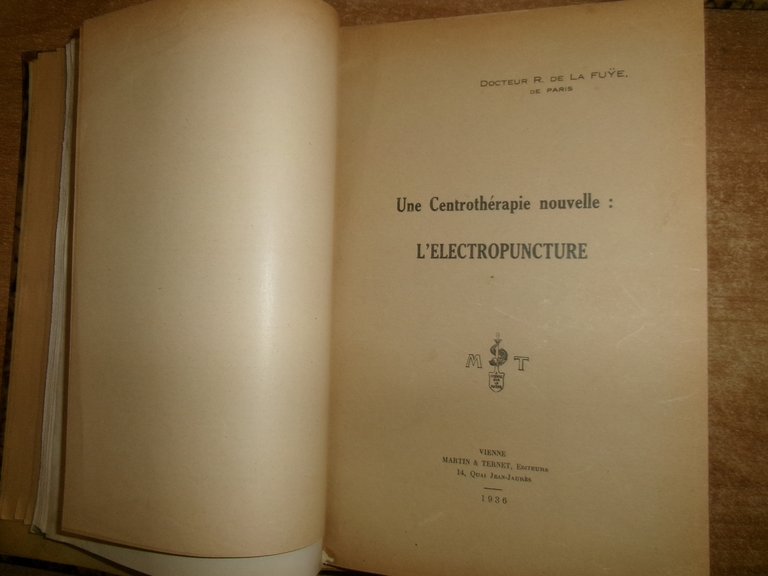 DOCTEUR R. DE LA FUŸE,
DE PARIS
Une Centrothérapie nouvelle :
L'ELECTROPUNCTURE
M T
VIENNE
MARTIN & TERNET, EDITEURS
14, QUAI JEAN-JAURÈS
1936